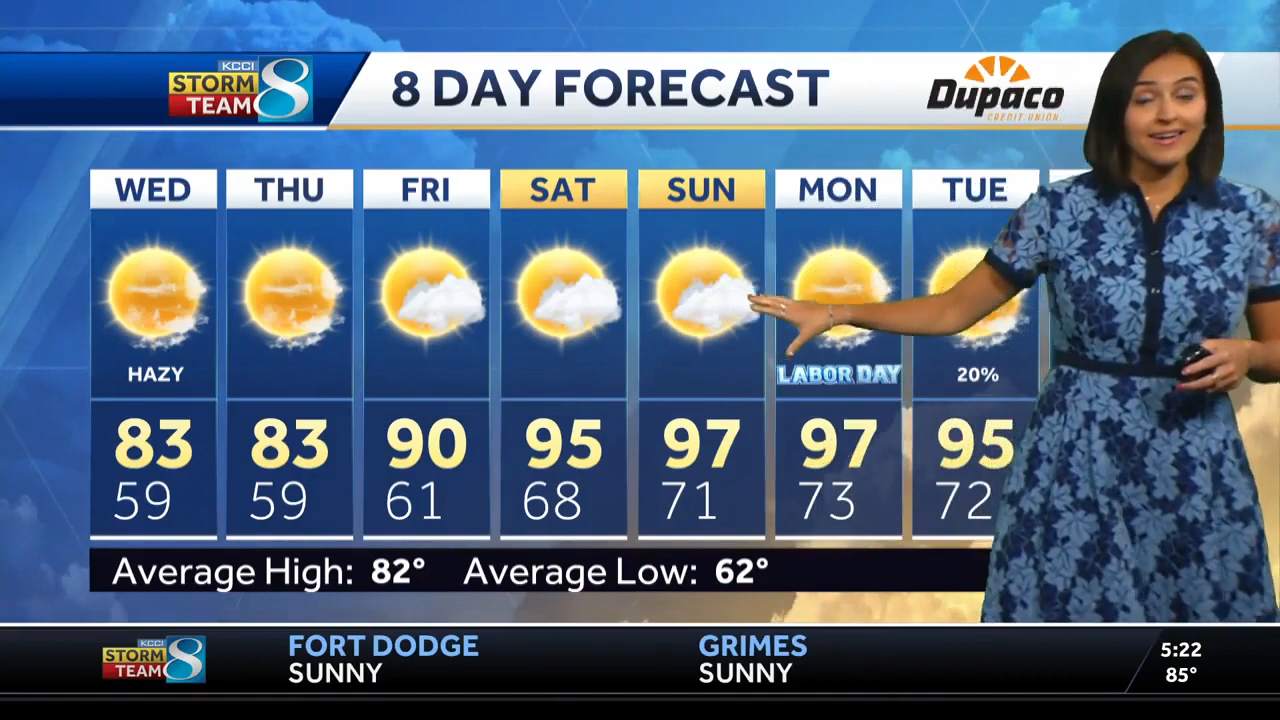 KCCI
STORM
TEAM 8
8 DAY FORECAST
Dupaco
CREDIT UNION
WED THU FRI SAT SUN MON TUE
HAZY LABOR DAY 20%
83 83 90 95 97 97 95
59 59 61 68 71 73 72
Average High: 82° Average Low: 62°
KCCI
STORM
TEAM 8
FORT DODGE
SUNNY
GRIMES
SUNNY
5:22
85°